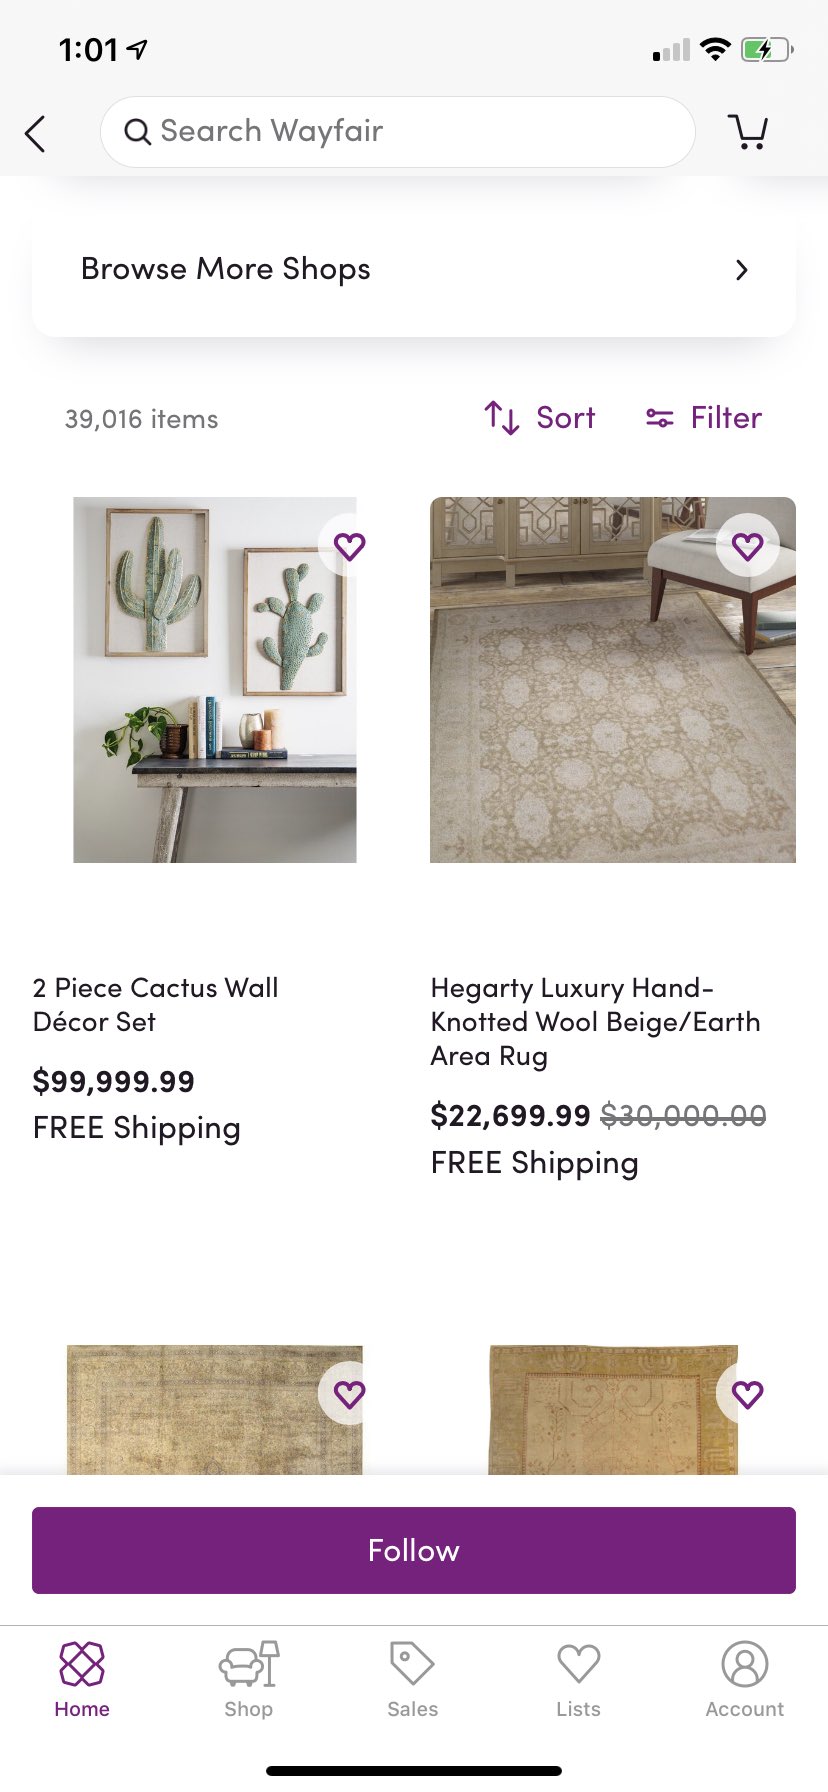 1:01
Search Wayfair
Browse More Shops
39,016 items
Sort
Filter
2 Piece Cactus Wall
Décor Set
$99,999.99
FREE Shipping
Hegarty Luxury Hand-
Knotted Wool Beige/Earth
Area Rug
$22,699.99 $30,000.00
FREE Shipping
Follow
Home
Shop
Sales
Lists
Account